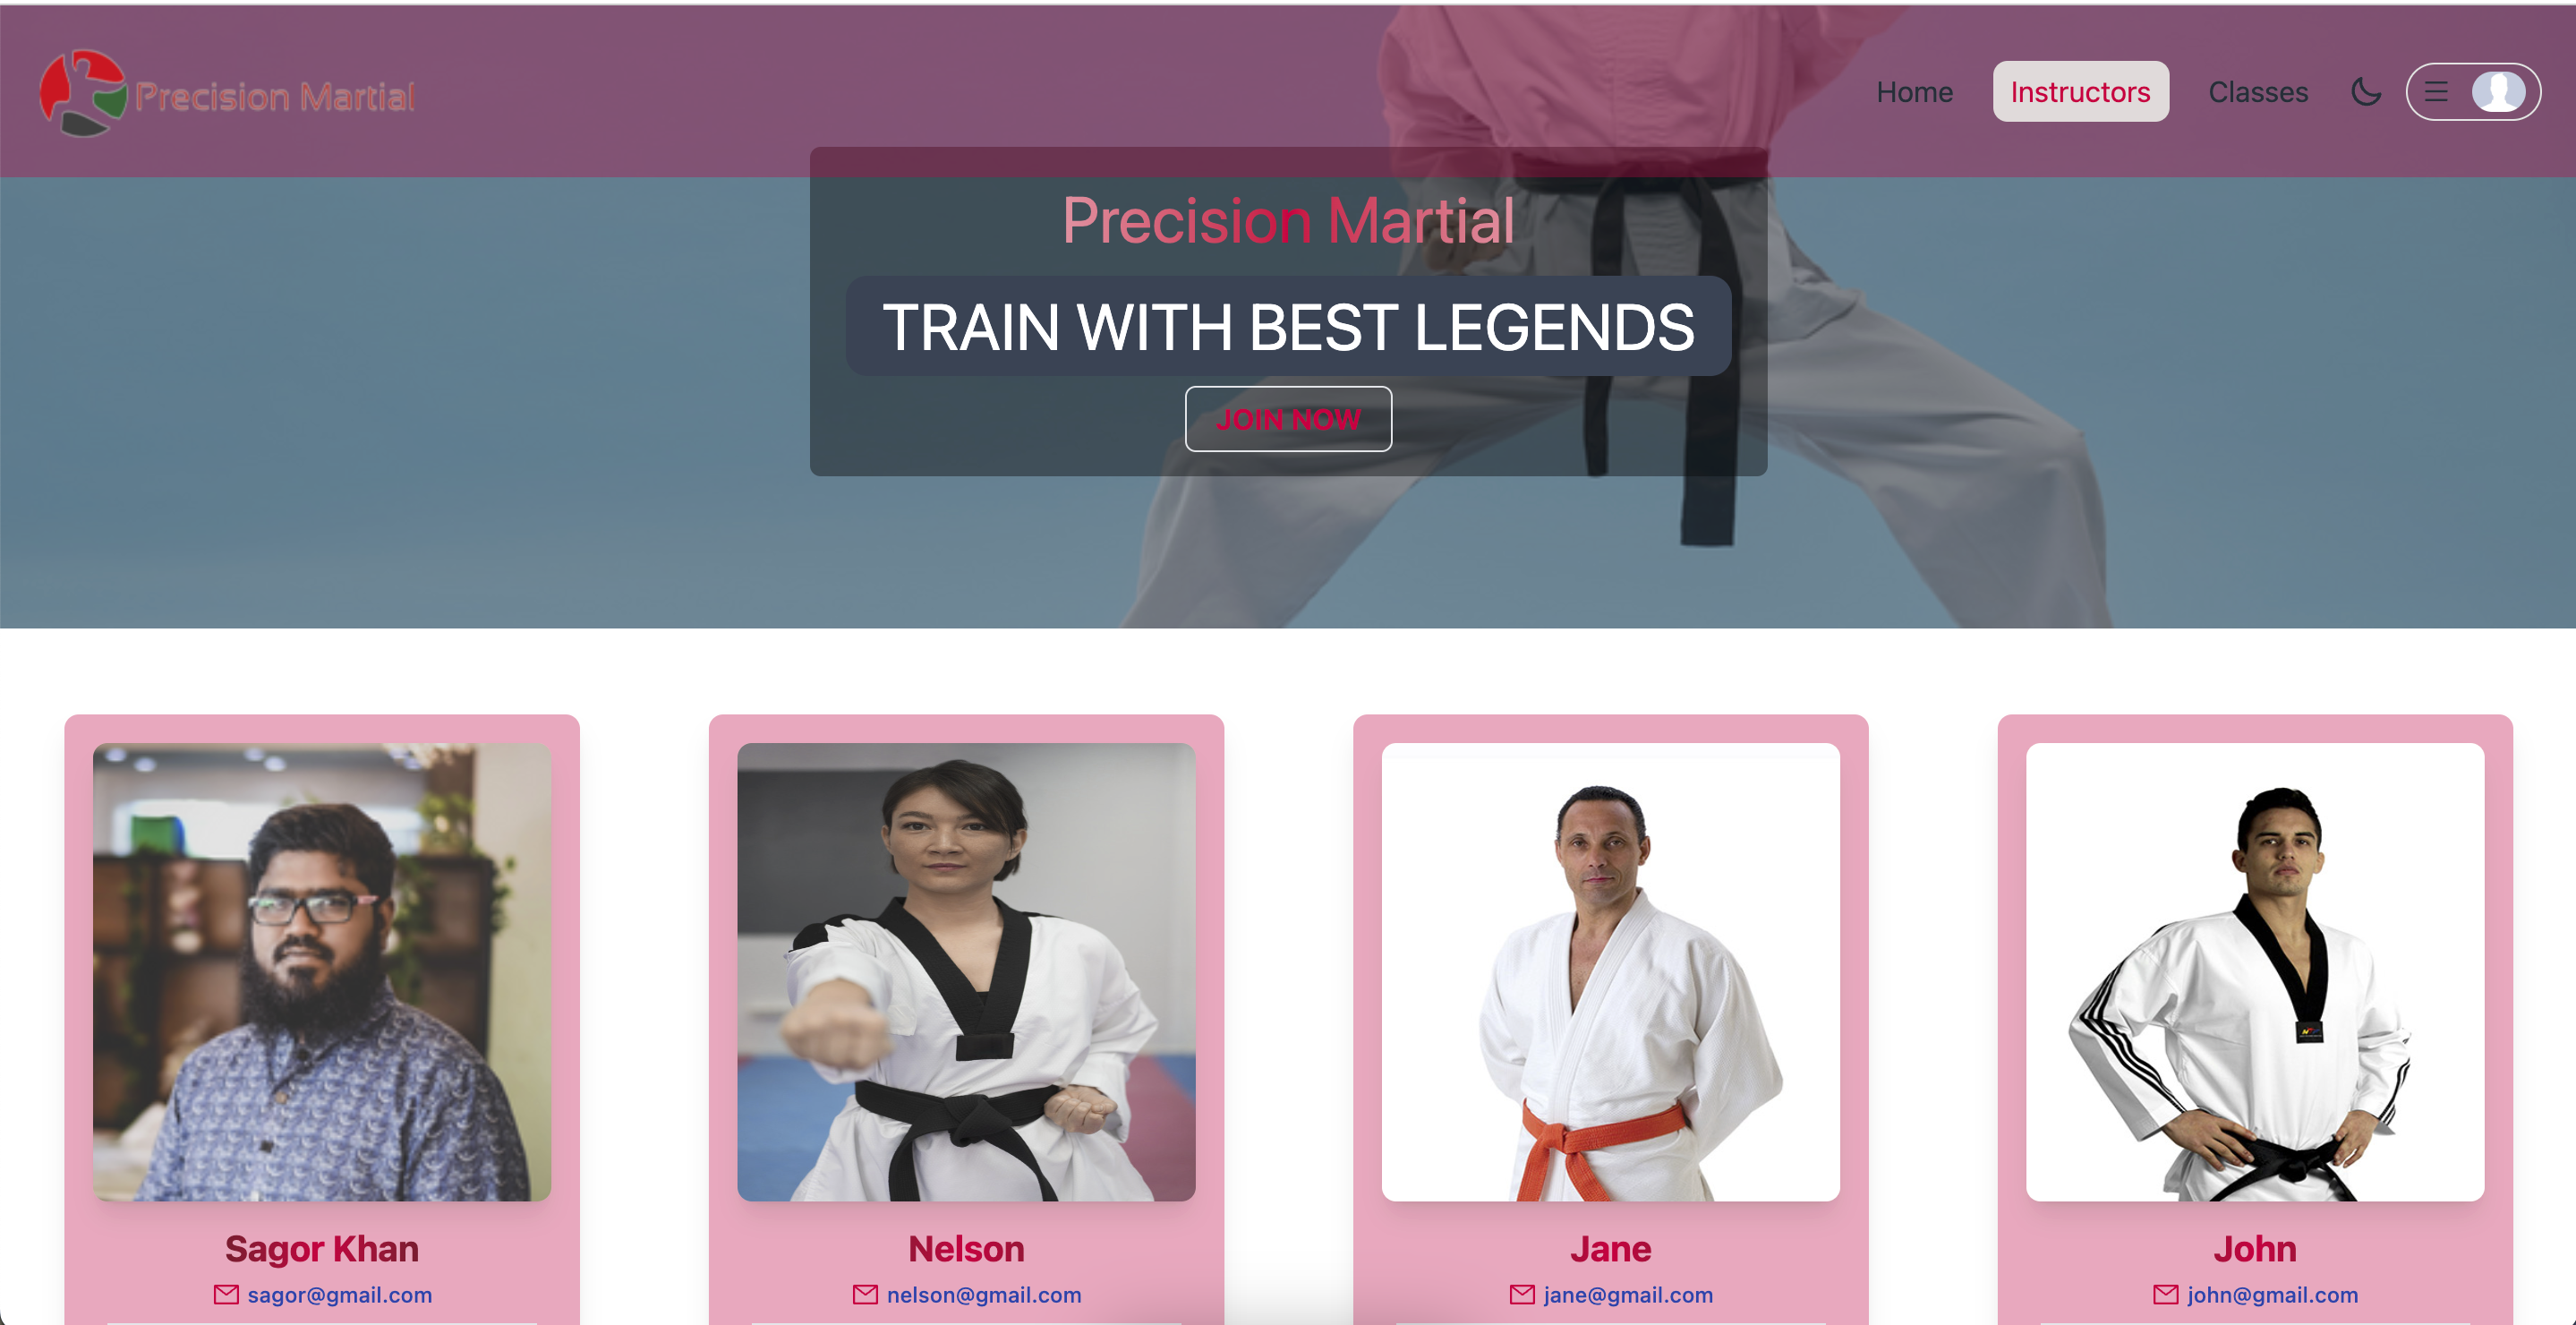 Precision Martial
Home
Instructors
Classes
Precision Martial
TRAIN WITH BEST LEGENDS
JOIN NOW
Sagor Khan
sagor@gmail.com
Nelson
nelson@gmail.com
Jane
jane@gmail.com
John
john@gmail.com